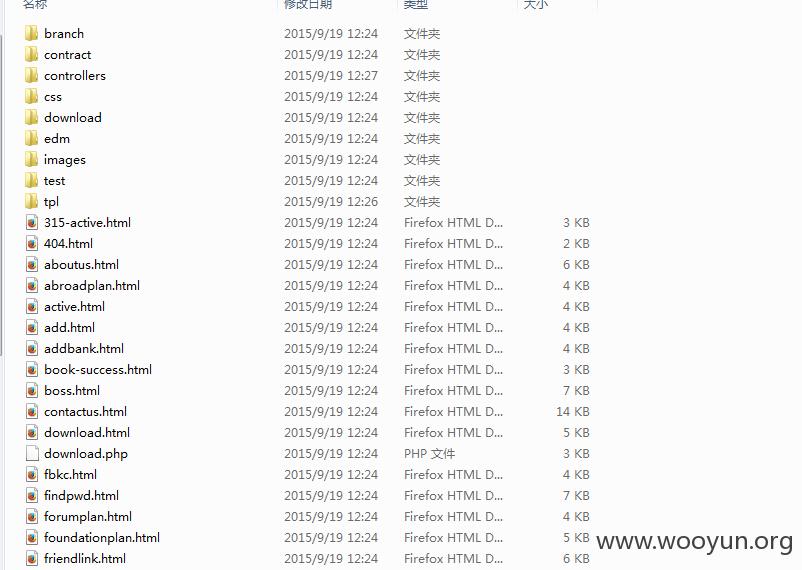 名称 修改日期 类型 大小
branch 2015/9/19 12:24 文件夹
contract 2015/9/19 12:24 文件夹
controllers 2015/9/19 12:27 文件夹
css 2015/9/19 12:24 文件夹
download 2015/9/19 12:24 文件夹
edm 2015/9/19 12:24 文件夹
images 2015/9/19 12:24 文件夹
test 2015/9/19 12:24 文件夹
tpl 2015/9/19 12:26 文件夹
315-active.html 2015/9/19 12:24 Firefox HTML D... 3 KB
404.html 2015/9/19 12:24 Firefox HTML D... 2 KB
aboutus.html 2015/9/19 12:24 Firefox HTML D... 6 KB
abroadplan.html 2015/9/19 12:24 Firefox HTML D... 4 KB
active.html 2015/9/19 12:24 Firefox HTML D... 4 KB
add.html 2015/9/19 12:24 Firefox HTML D... 4 KB
addbank.html 2015/9/19 12:24 Firefox HTML D... 4 KB
book-success.html 2015/9/19 12:24 Firefox HTML D... 3 KB
boss.html 2015/9/19 12:24 Firefox HTML D... 7 KB
contactus.html 2015/9/19 12:24 Firefox HTML D... 14 KB
download.html 2015/9/19 12:24 Firefox HTML D... 5 KB
download.php 2015/9/19 12:24 PHP 文件 3 KB
fbkc.html 2015/9/19 12:24 Firefox HTML D... 4 KB
findpwd.html 2015/9/19 12:24 Firefox HTML D... 7 KB
forumplan.html 2015/9/19 12:24 Firefox HTML D... 4 KB
foundationplan.html 2015/9/19 12:24 Firefox HTML D... 5 KB
friendlink.html 2015/9/19 12:24 Firefox HTML D... 6 KB
www.wooyun.org